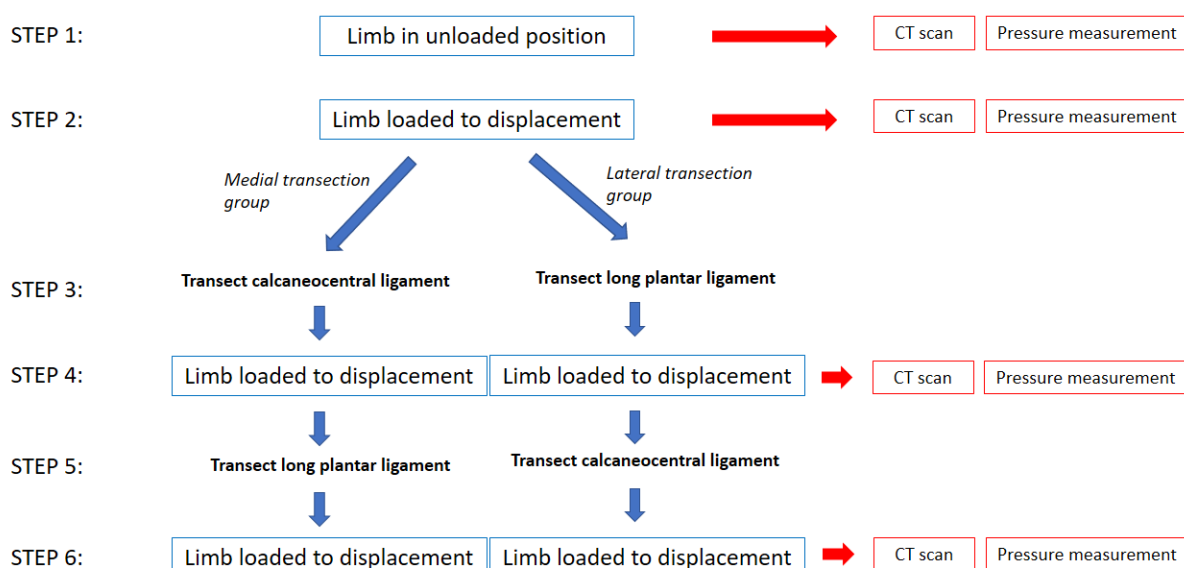 STEP 1:
Limb in unloaded position
CT scan
Pressure measurement
STEP 2:
Limb loaded to displacement
CT scan
Pressure measurement
Medial transection
group
Lateral transection
group
STEP 3:
Transect calcaneocentral ligament
Transect long plantar ligament
STEP 4:
Limb loaded to displacement
Limb loaded to displacement
CT scan
Pressure measurement
STEP 5:
Transect long plantar ligament
Transect calcaneocentral ligament
STEP 6:
Limb loaded to displacement
Limb loaded to displacement
CT scan
Pressure measurement